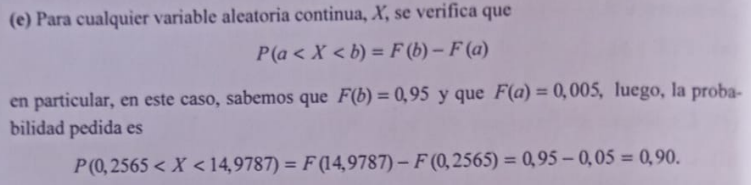 (e) Para cualquier variable aleatoria continua, X, se verifica que
P(a < X < b) = F(b) – F(a)
en particular, en este caso, sabemos que F(b) = 0,95 y que F(a) = 0,005, luego, la proba-
bilidad pedida es
P(0,2565 < X < 14,9787) = F(14,9787) – F(0,2565) = 0,95 – 0,05 = 0,90.